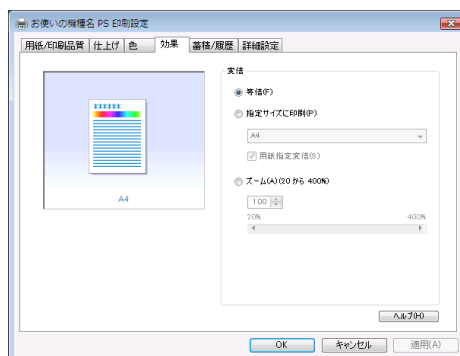 お使いの機種名 PS 印刷設定
用紙/印刷品質 仕上げ 色 効果 蓄積/履歴 詳細設定
変倍
等倍(F)
指定サイズに印刷(P)
A4
用紙指定変倍(S)
ズーム(A)(20 から 400%)
100
20% 400%
******
A4
ヘルプ(H)
OK キャンセル 適用(A)